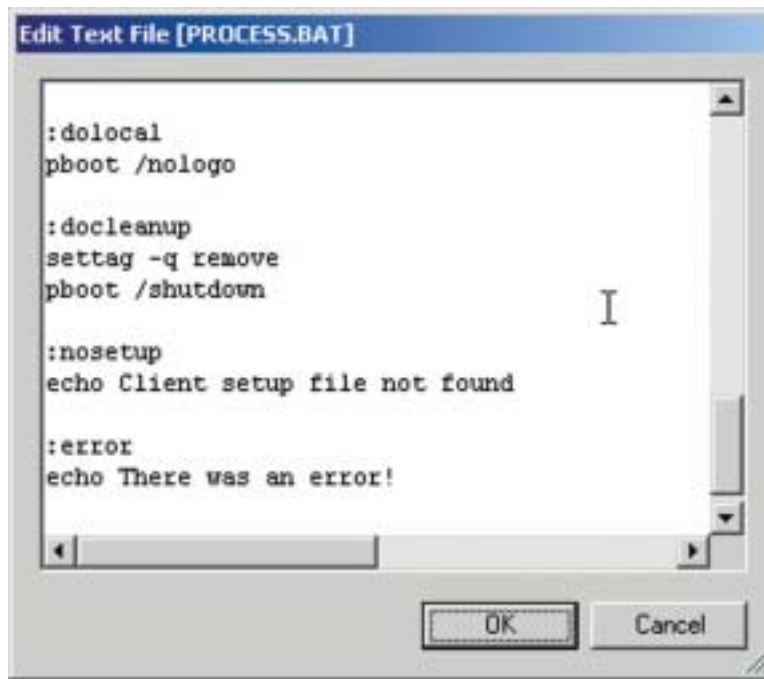 Edit Text File [PROCESS.BAT]
:dolocal
pboot /nologo
:docleanup
settag -q remove
pboot /shutdown
:nosetup
echo Client setup file not found
:error
echo There was an error!
OK
Cancel